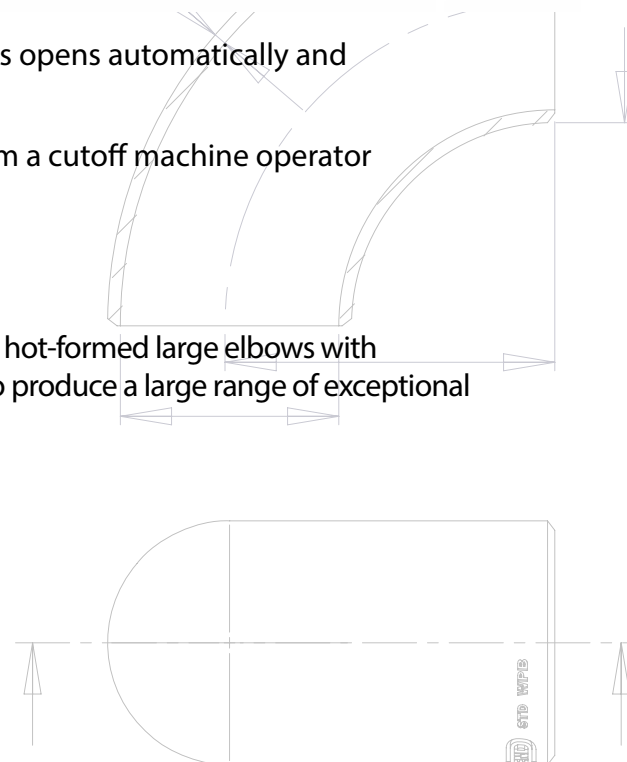 s opens automatically and
m a cutoff machine operator
hot-formed large elbows with
o produce a large range of exceptional
STD WPB